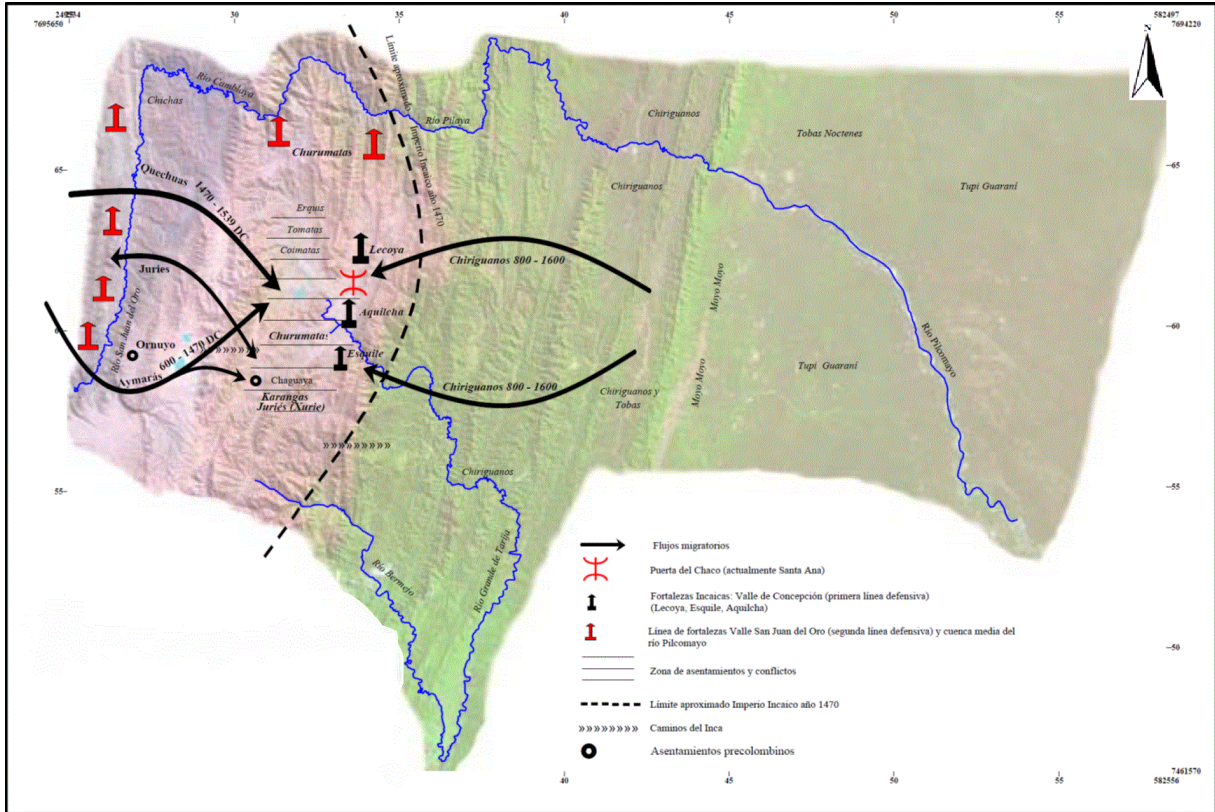 30
35
40
45
50
55
582497
7695650
7694220
N
Río Camblaya
Chichas
Límite aproximado Imperio Incaico año 1470
Río Pilaya
Chiriguanos
Tobas Noctenes
Churumatas
65
65
Quechuas 1470 - 1539 DC
Chiriguanos
Tupi Guaraní
Erquis
Tomatas
Coimatas
Lecoya
Chiriguanos 800 - 1600
Juries
Moyo Moyo
Río San Juan del Oro
Aquilcha
60
60
Churumatas
Río Pilcomayo
Ornuyo
»»»»»»»»
Esquile
Aymarás 600 - 1470 DC
Chaguaya
Moyo Moyo
Tupi Guaraní
Chiriguanos 800 - 1600
Karangas
Juries (Xurie)
Chiriguanos y
Tobas
»»»»»»»»»
Chiriguanos
55
55
Río Grande de Tarija
Río Bermejo
Flujos migratorios
Puerta del Chaco (actualmente Santa Ana)
Fortalezas Incaicas: Valle de Concepción (primera línea defensiva)
(Lecoya, Esquile, Aquilcha)
Línea de fortalezas Valle San Juan del Oro (segunda línea defensiva) y cuenca media del
río Pilcomayo
50
Zona de asentamientos y conflictos
Límite aproximado Imperio Incaico año 1470
»»»»»»»» Caminos del Inca
Asentamientos precolombinos
40
45
50
55
7461570
582556